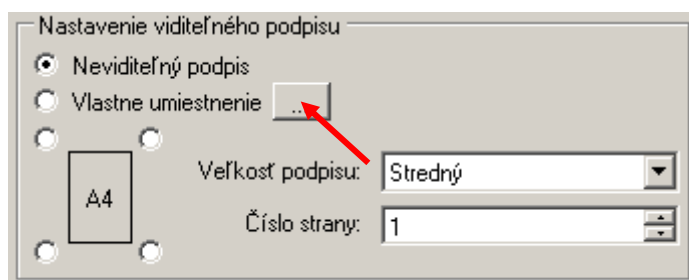 Nastavenie viditeľného podpisu
Neviditeľný podpis
Vlastne umiestnenie ...
A4
Veľkosť podpisu: Stredný
Číslo strany: 1